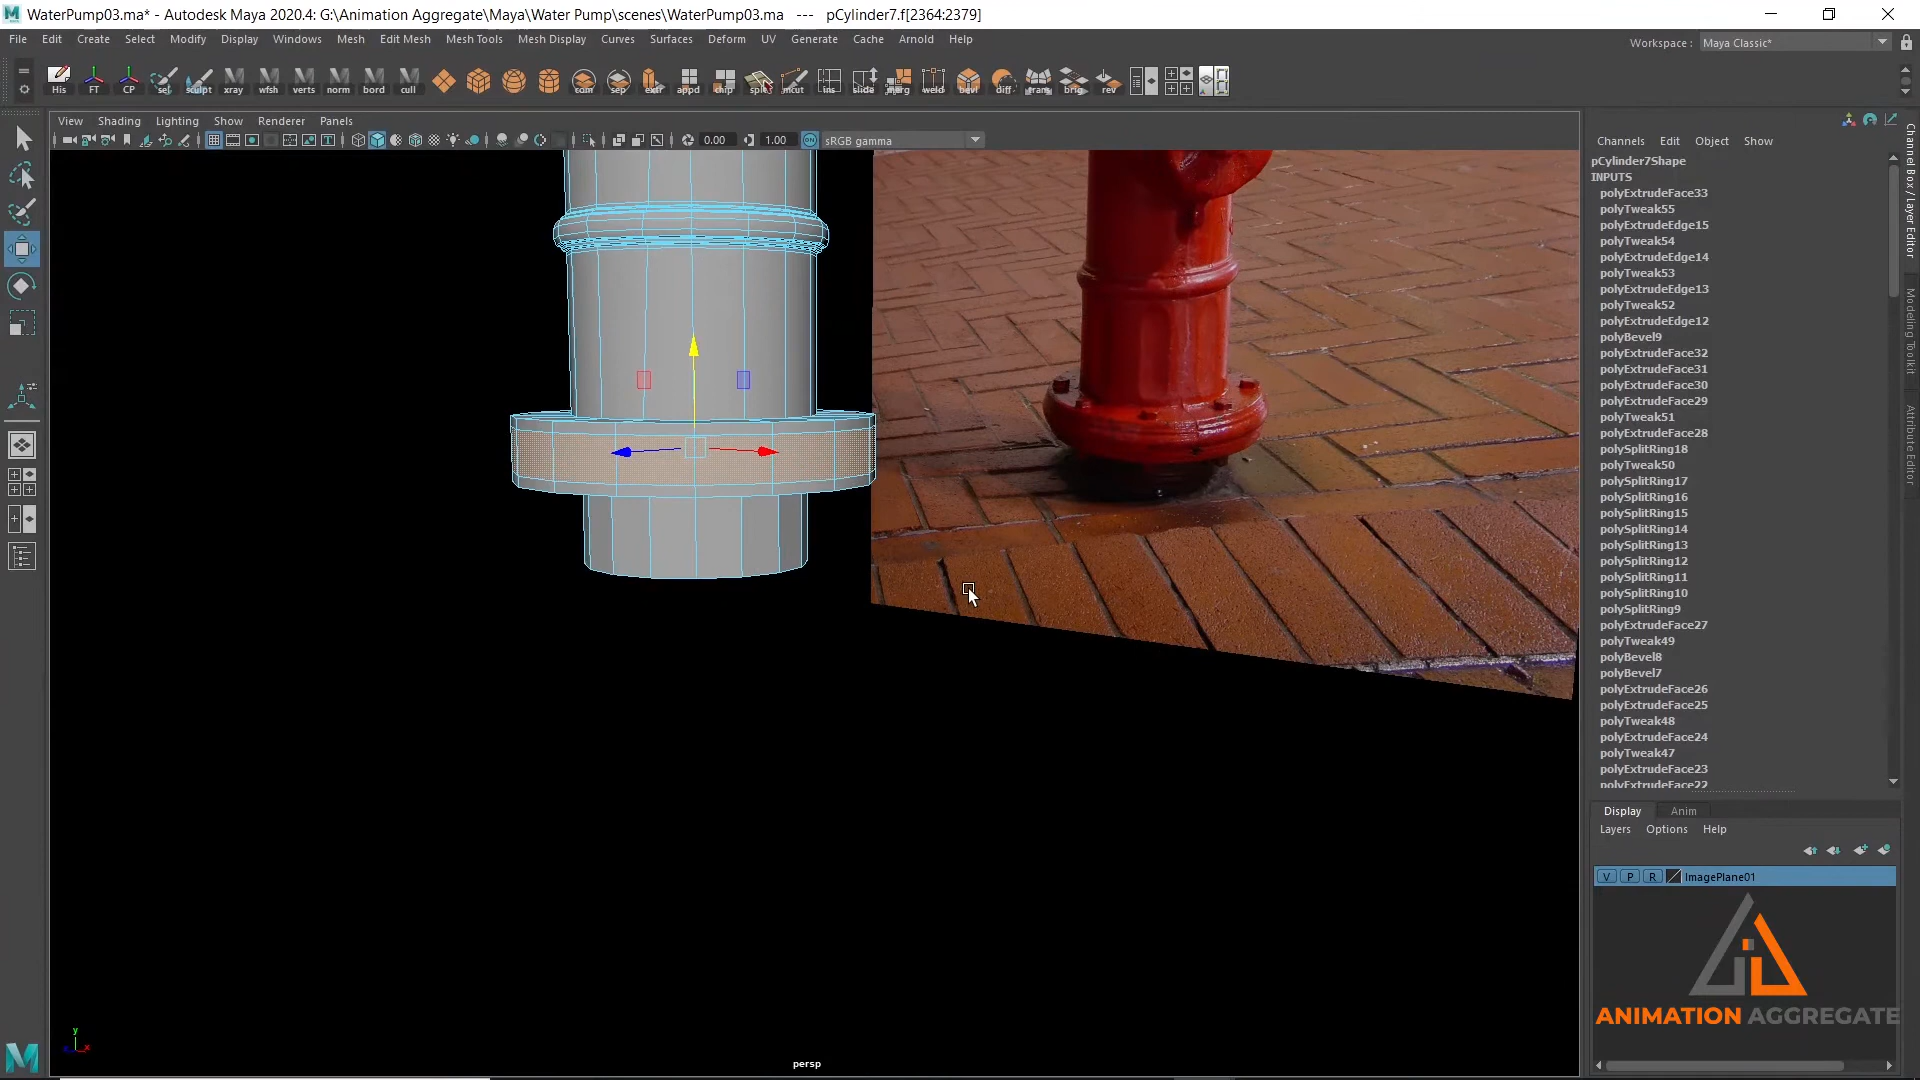 WaterPump03.ma* - Autodesk Maya 2020.4: G:\Animation Aggregate\Maya\Water Pump\scenes\WaterPump03.ma --- pCylinder7.f[2364:2379]
File Edit Create Select Modify Display Windows Mesh Edit Mesh Mesh Tools Mesh Display Curves Surfaces Deform UV Generate Cache Arnold Help
Workspace : Maya Classic*
His FT CP sel sculpt xray wfsh verts norm bord cull com sep extr appd chip split mcut ins slide merg weld bevl diff trans brig rev
View Shading Lighting Show Renderer Panels
0.00 1.00 ON sRGB gamma
Channels Edit Object Show
pCylinder7Shape
INPUTS
polyExtrudeFace33
polyTweak55
polyExtrudeEdge15
polyTweak54
polyExtrudeEdge14
polyTweak53
polyExtrudeEdge13
polyTweak52
polyExtrudeEdge12
polyBevel9
polyExtrudeFace32
polyExtrudeFace31
polyExtrudeFace30
polyExtrudeFace29
polyTweak51
polyExtrudeFace28
polySplitRing18
polyTweak50
polySplitRing17
polySplitRing16
polySplitRing15
polySplitRing14
polySplitRing13
polySplitRing12
polySplitRing11
polySplitRing10
polySplitRing9
polyExtrudeFace27
polyTweak49
polyBevel8
polyBevel7
polyExtrudeFace26
polyExtrudeFace25
polyTweak48
polyExtrudeFace24
polyTweak47
polyExtrudeFace23
polyExtrudeFace22
Channel Box / Layer Editor
Modeling Toolkit
Attribute Editor
Display Anim
Layers Options Help
V P R ImagePlane01
ANIMATION AGGREGATE
y
x
persp